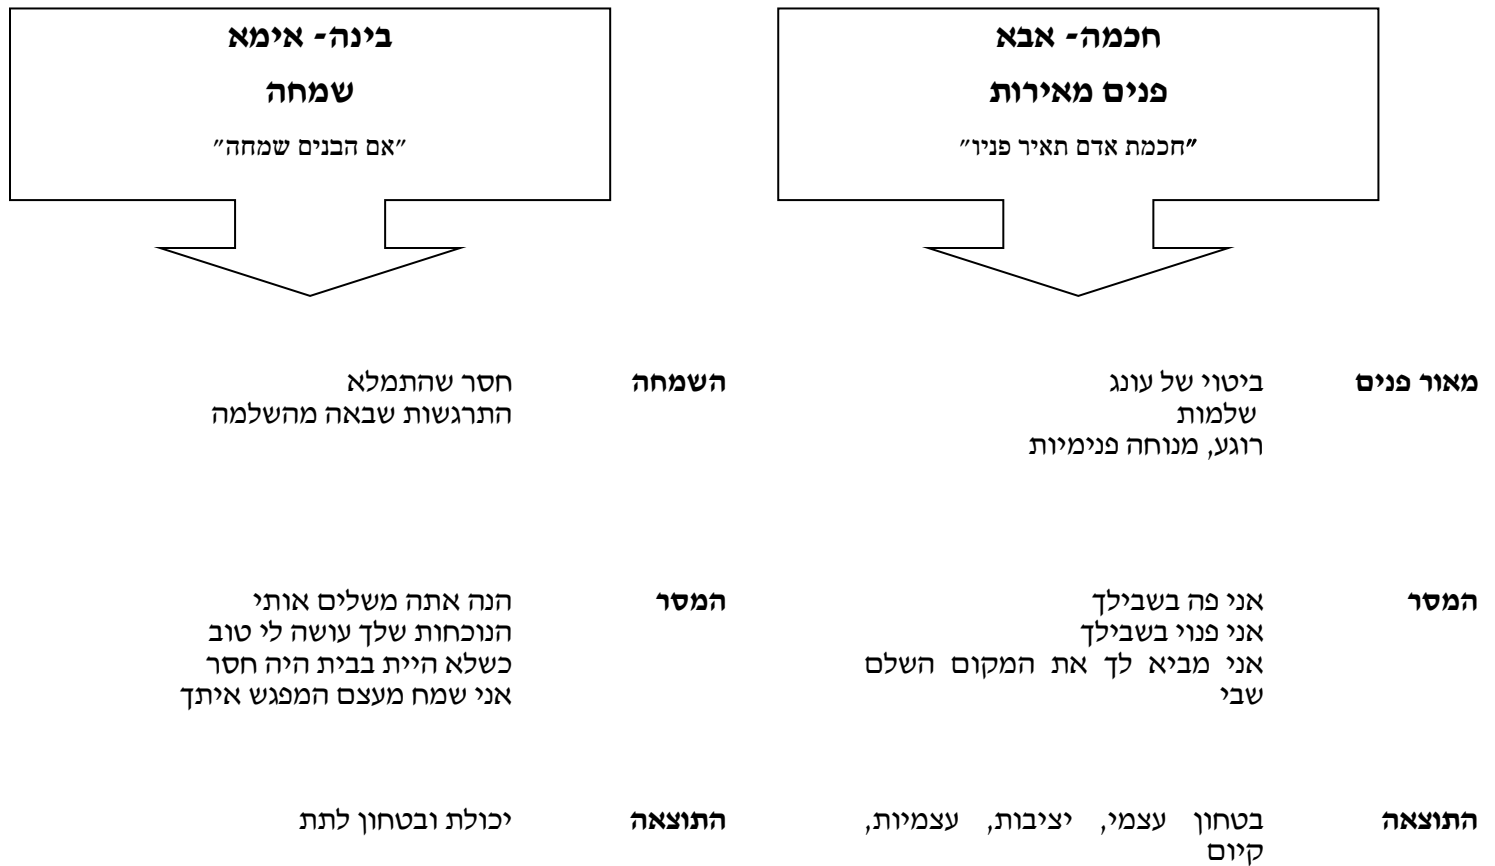 חכמה- אבא
פנים מאירות
"חכמת אדם תאיר פניו"
בינה- אימא
שמחה
"אם הבנים שמחה"
מאור פנים
ביטוי של עונג
שלמות
רוגע, מנוחה פנימיות
השמחה
חסר שהתמלא
התרגשות שבאה מהשלמה
המסר
אני פה בשבילך
אני פנוי בשבילך
אני מביא לך את המקום השלם
שבי
המסר
הנה אתה משלים אותי
הנוכחות שלך עושה לי טוב
כשלא היית בבית היה חסר
אני שמח מעצם המפגש איתך
התוצאה
בטחון עצמי, יציבות, עצמיות,
קיום
התוצאה
יכולת ובטחון לתת